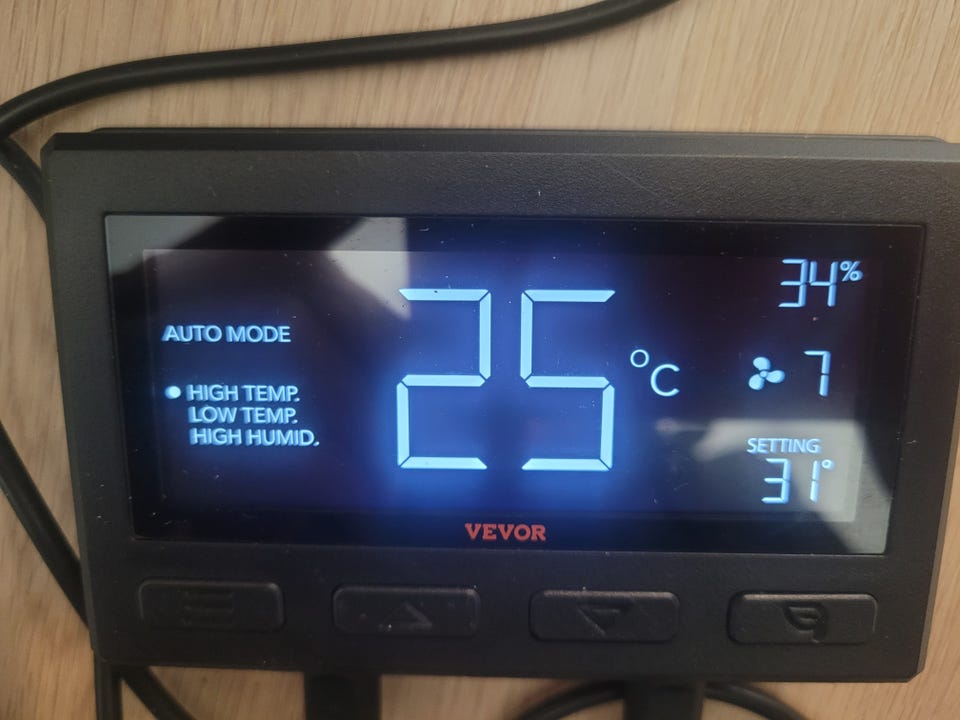 34%
AUTO MODE
25 °C
7
● HIGH TEMP.
LOW TEMP.
HIGH HUMID.
SETTING
31°
VEVOR